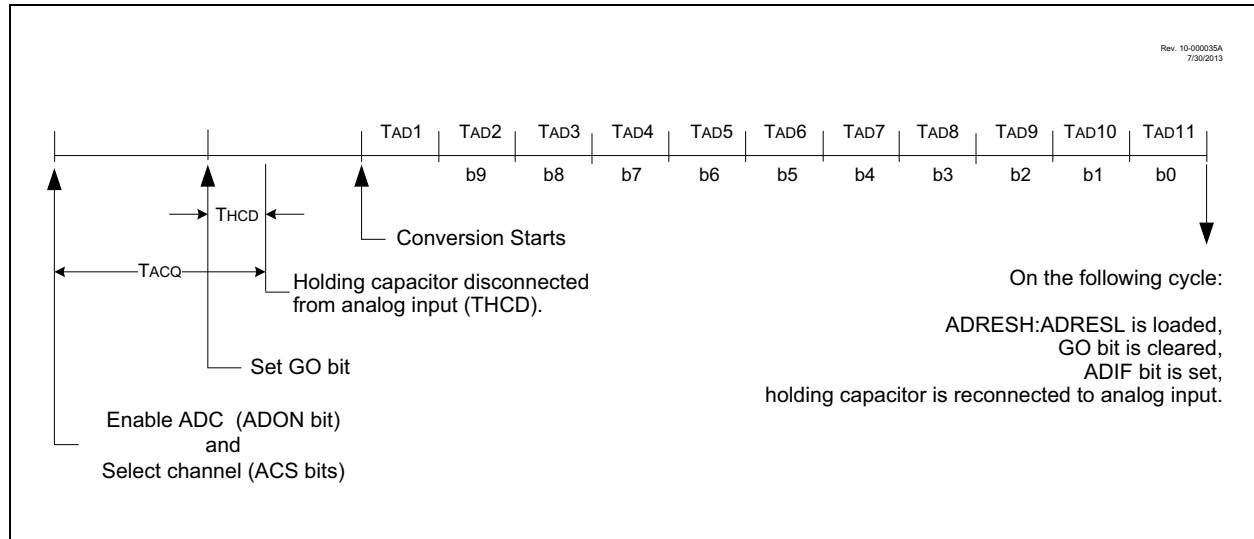 Rev. 10-000035A
7/30/2013
TAD1 TAD2 TAD3 TAD4 TAD5 TAD6 TAD7 TAD8 TAD9 TAD10 TAD11
b9 b8 b7 b6 b5 b4 b3 b2 b1 b0
THCD
Conversion Starts
TACQ
Holding capacitor disconnected
from analog input (THCD).
Set GO bit
Enable ADC (ADON bit)
and
Select channel (ACS bits)
On the following cycle:
ADRESH:ADRESL is loaded,
GO bit is cleared,
ADIF bit is set,
holding capacitor is reconnected to analog input.